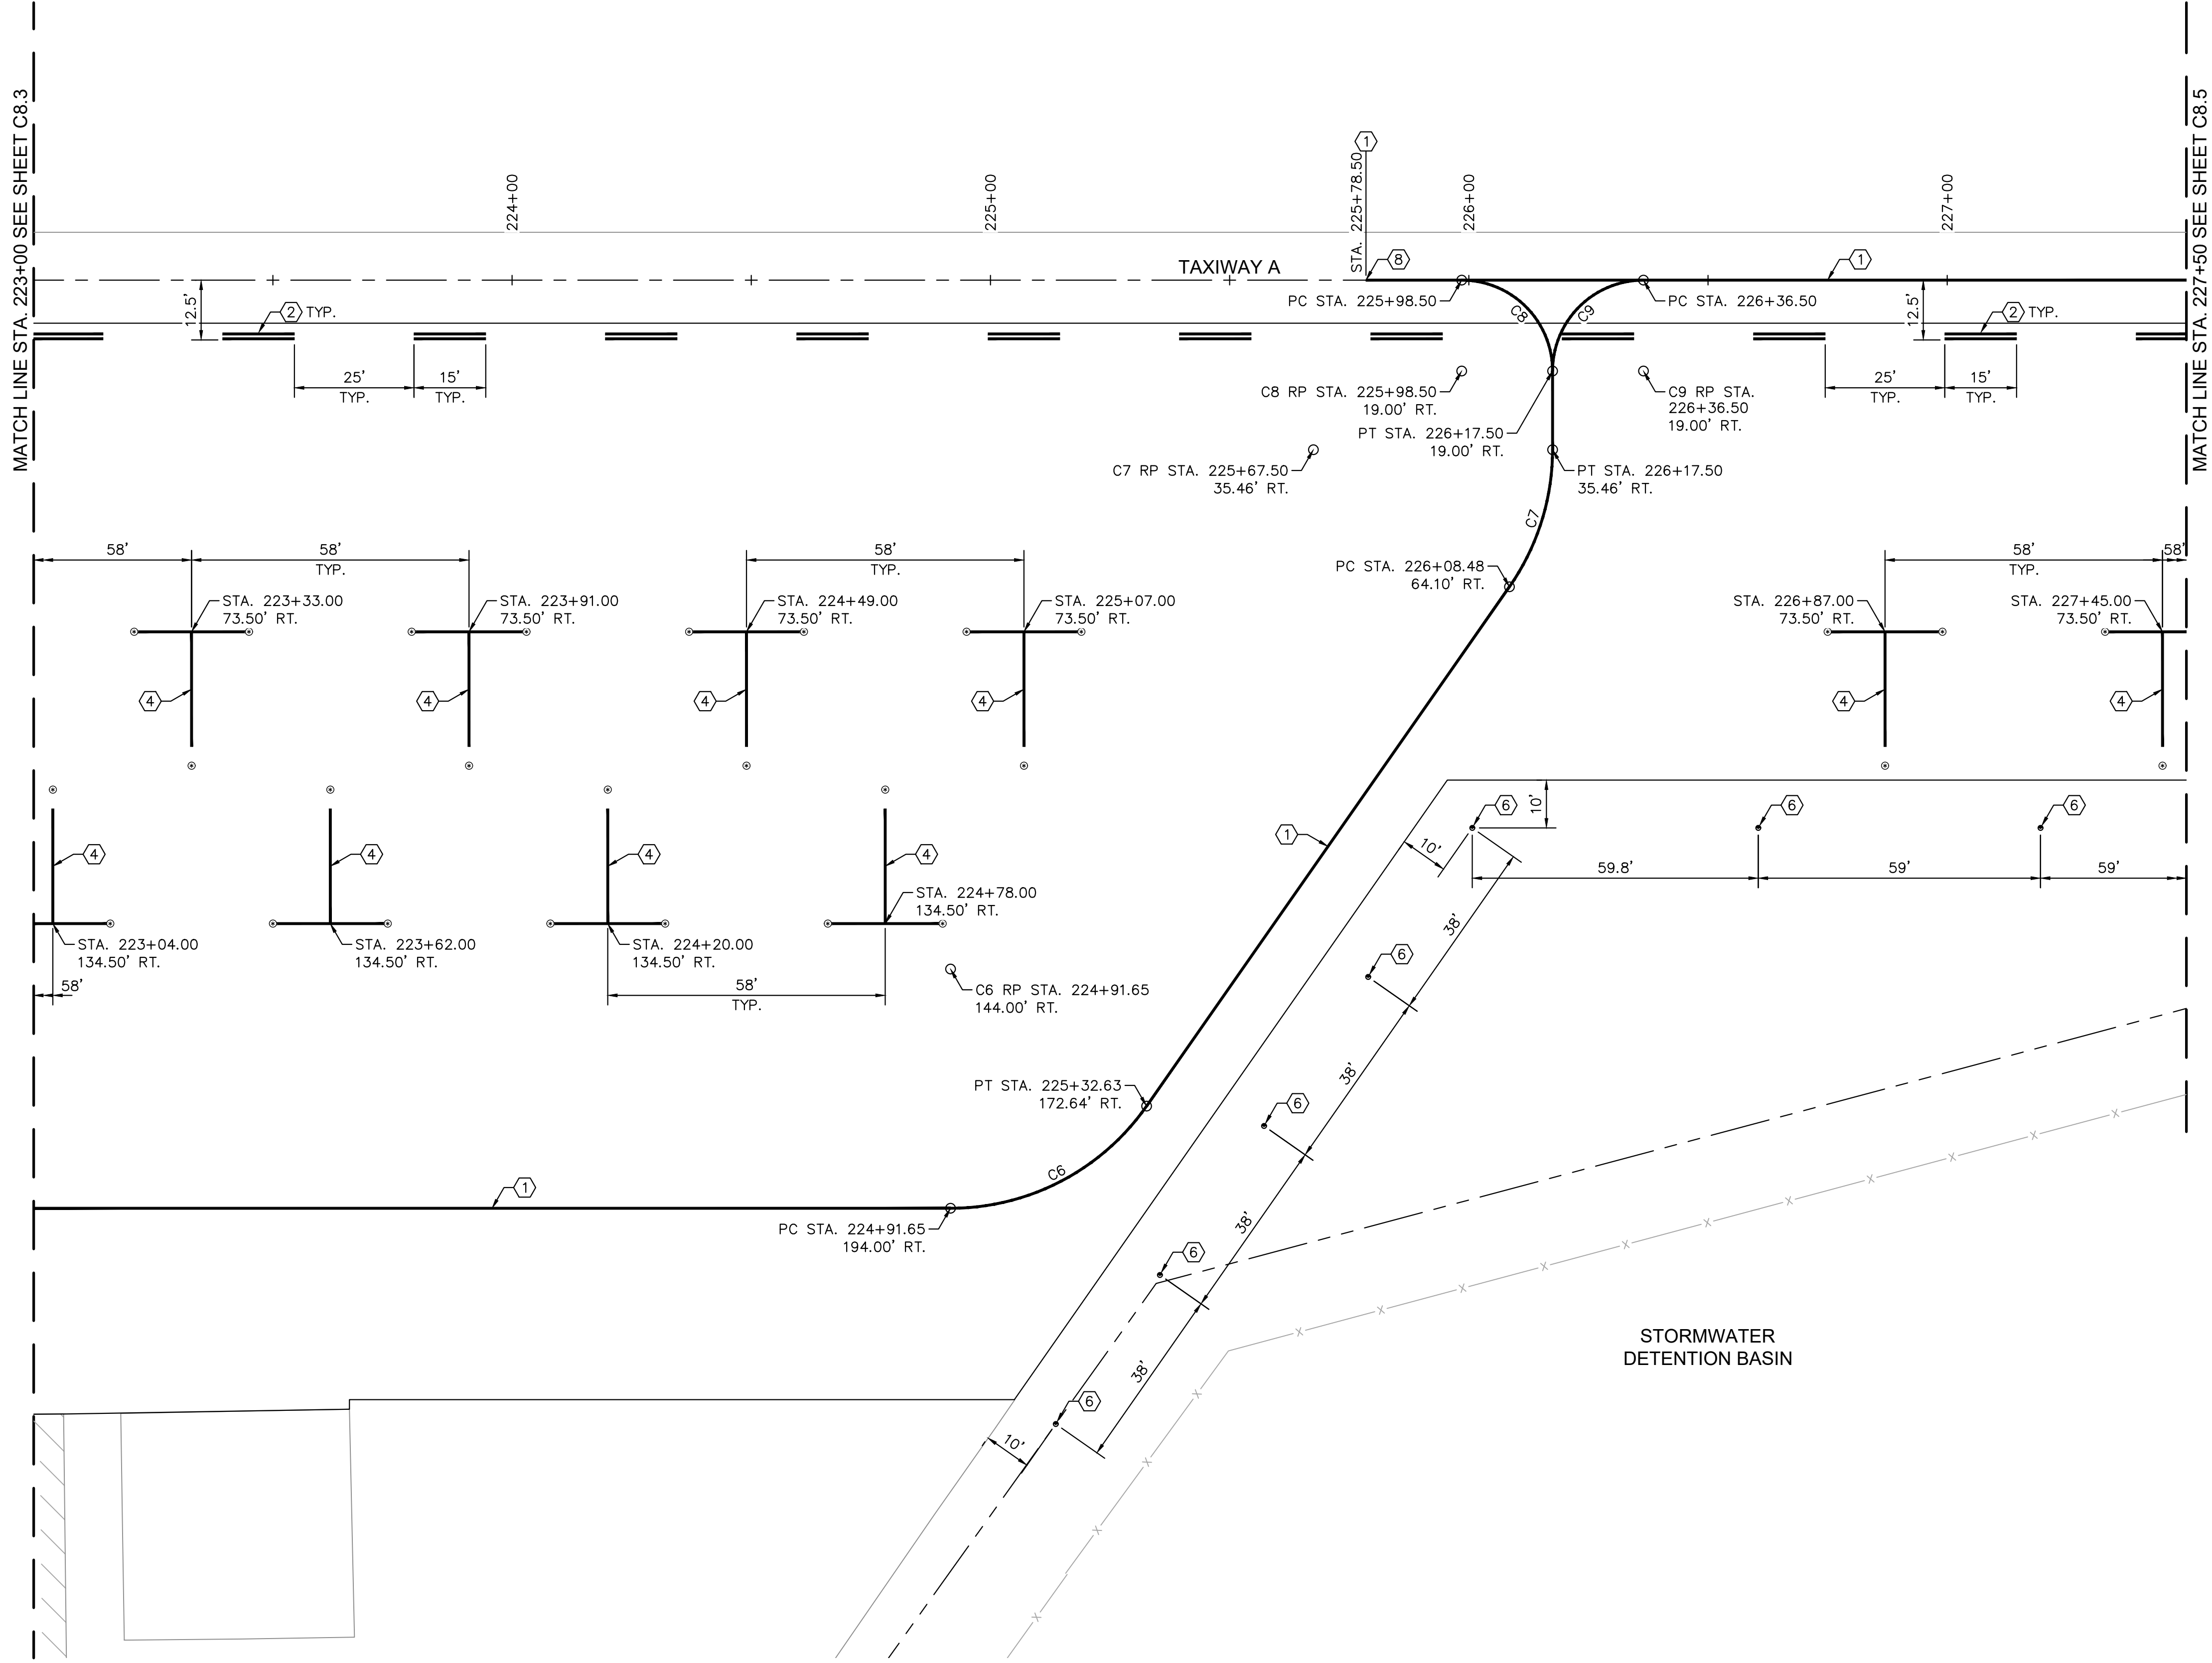 MATCH LINE STA. 223+00 SEE SHEET C8.3
MATCH LINE STA. 227+50 SEE SHEET C8.5
224+00
225+00
1
STA. 225+78.50
226+00
227+00
TAXIWAY A
8
1
PC STA. 225+98.50
PC STA. 226+36.50
12.5'
2 TYP.
C8
C9
12.5'
2 TYP.
25'
TYP.
15'
TYP.
C8 RP STA. 225+98.50
19.00' RT.
C9 RP STA.
226+36.50
19.00' RT.
25'
TYP.
15'
TYP.
PT STA. 226+17.50
19.00' RT.
C7 RP STA. 225+67.50
35.46' RT.
PT STA. 226+17.50
35.46' RT.
C7
58'
58'
TYP.
58'
TYP.
PC STA. 226+08.48
64.10' RT.
58'
TYP.
58'
STA. 223+33.00
73.50' RT.
STA. 223+91.00
73.50' RT.
STA. 224+49.00
73.50' RT.
STA. 225+07.00
73.50' RT.
STA. 226+87.00
73.50' RT.
STA. 227+45.00
73.50' RT.
4
4
4
4
4
4
6
10'
6
6
1
10'
4
4
4
4
59.8'
59'
59'
STA. 224+78.00
134.50' RT.
38'
STA. 223+04.00
134.50' RT.
STA. 223+62.00
134.50' RT.
STA. 224+20.00
134.50' RT.
6
58'
58'
TYP.
C6 RP STA. 224+91.65
144.00' RT.
38'
PT STA. 225+32.63
172.64' RT.
6
C6
1
PC STA. 224+91.65
194.00' RT.
38'
6
STORMWATER
DETENTION BASIN
38'
6
10'